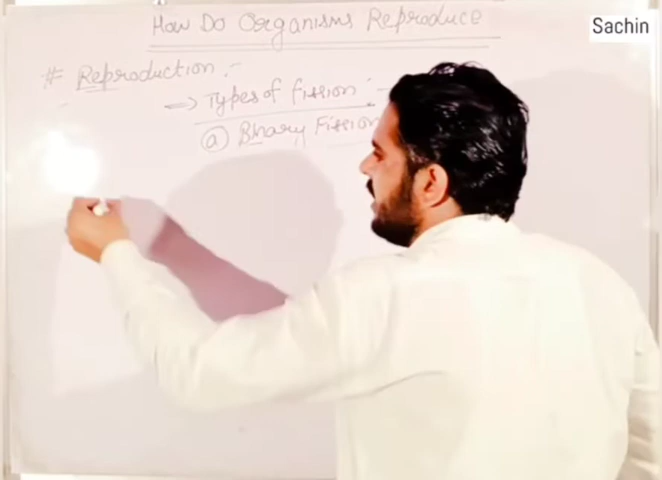 How Do Organisms Reproduce
Sachin
# Reproduction :-
=> Types of fission :-
(a) Binary Fission